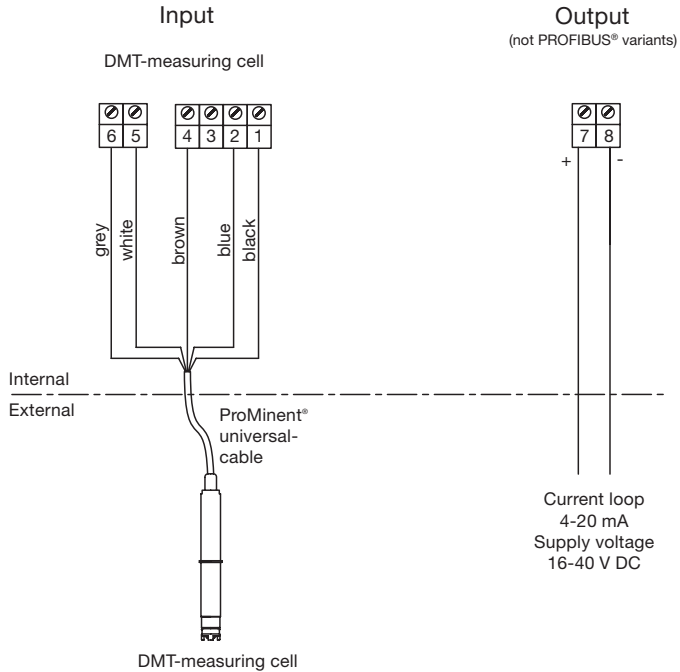 Input
Output
(not PROFIBUS® variants)
DMT-measuring cell
6 5 4 3 2 1
7 8
+ -
grey
white
brown
blue
black
Internal
External
ProMinent®
universal-
cable
Current loop
4-20 mA
Supply voltage
16-40 V DC
DMT-measuring cell